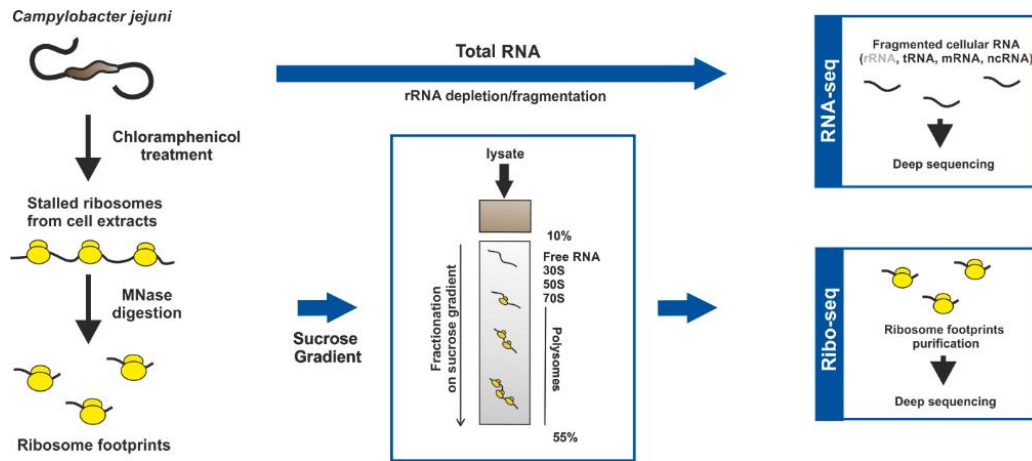 Campylobacter jejuni
Chloramphenicol
treatment
Stalled ribosomes
from cell extracts
MNase
digestion
Ribosome footprints
Total RNA
rRNA depletion/fragmentation
Sucrose
Gradient
lysate
10%
Free RNA
30S
50S
70S
Polysomes
55%
Fractionation
on sucrose gradient
RNA-seq
Fragmented cellular RNA
(rRNA, tRNA, mRNA, ncRNA)
Deep sequencing
Ribo-seq
Ribosome footprints
purification
Deep sequencing